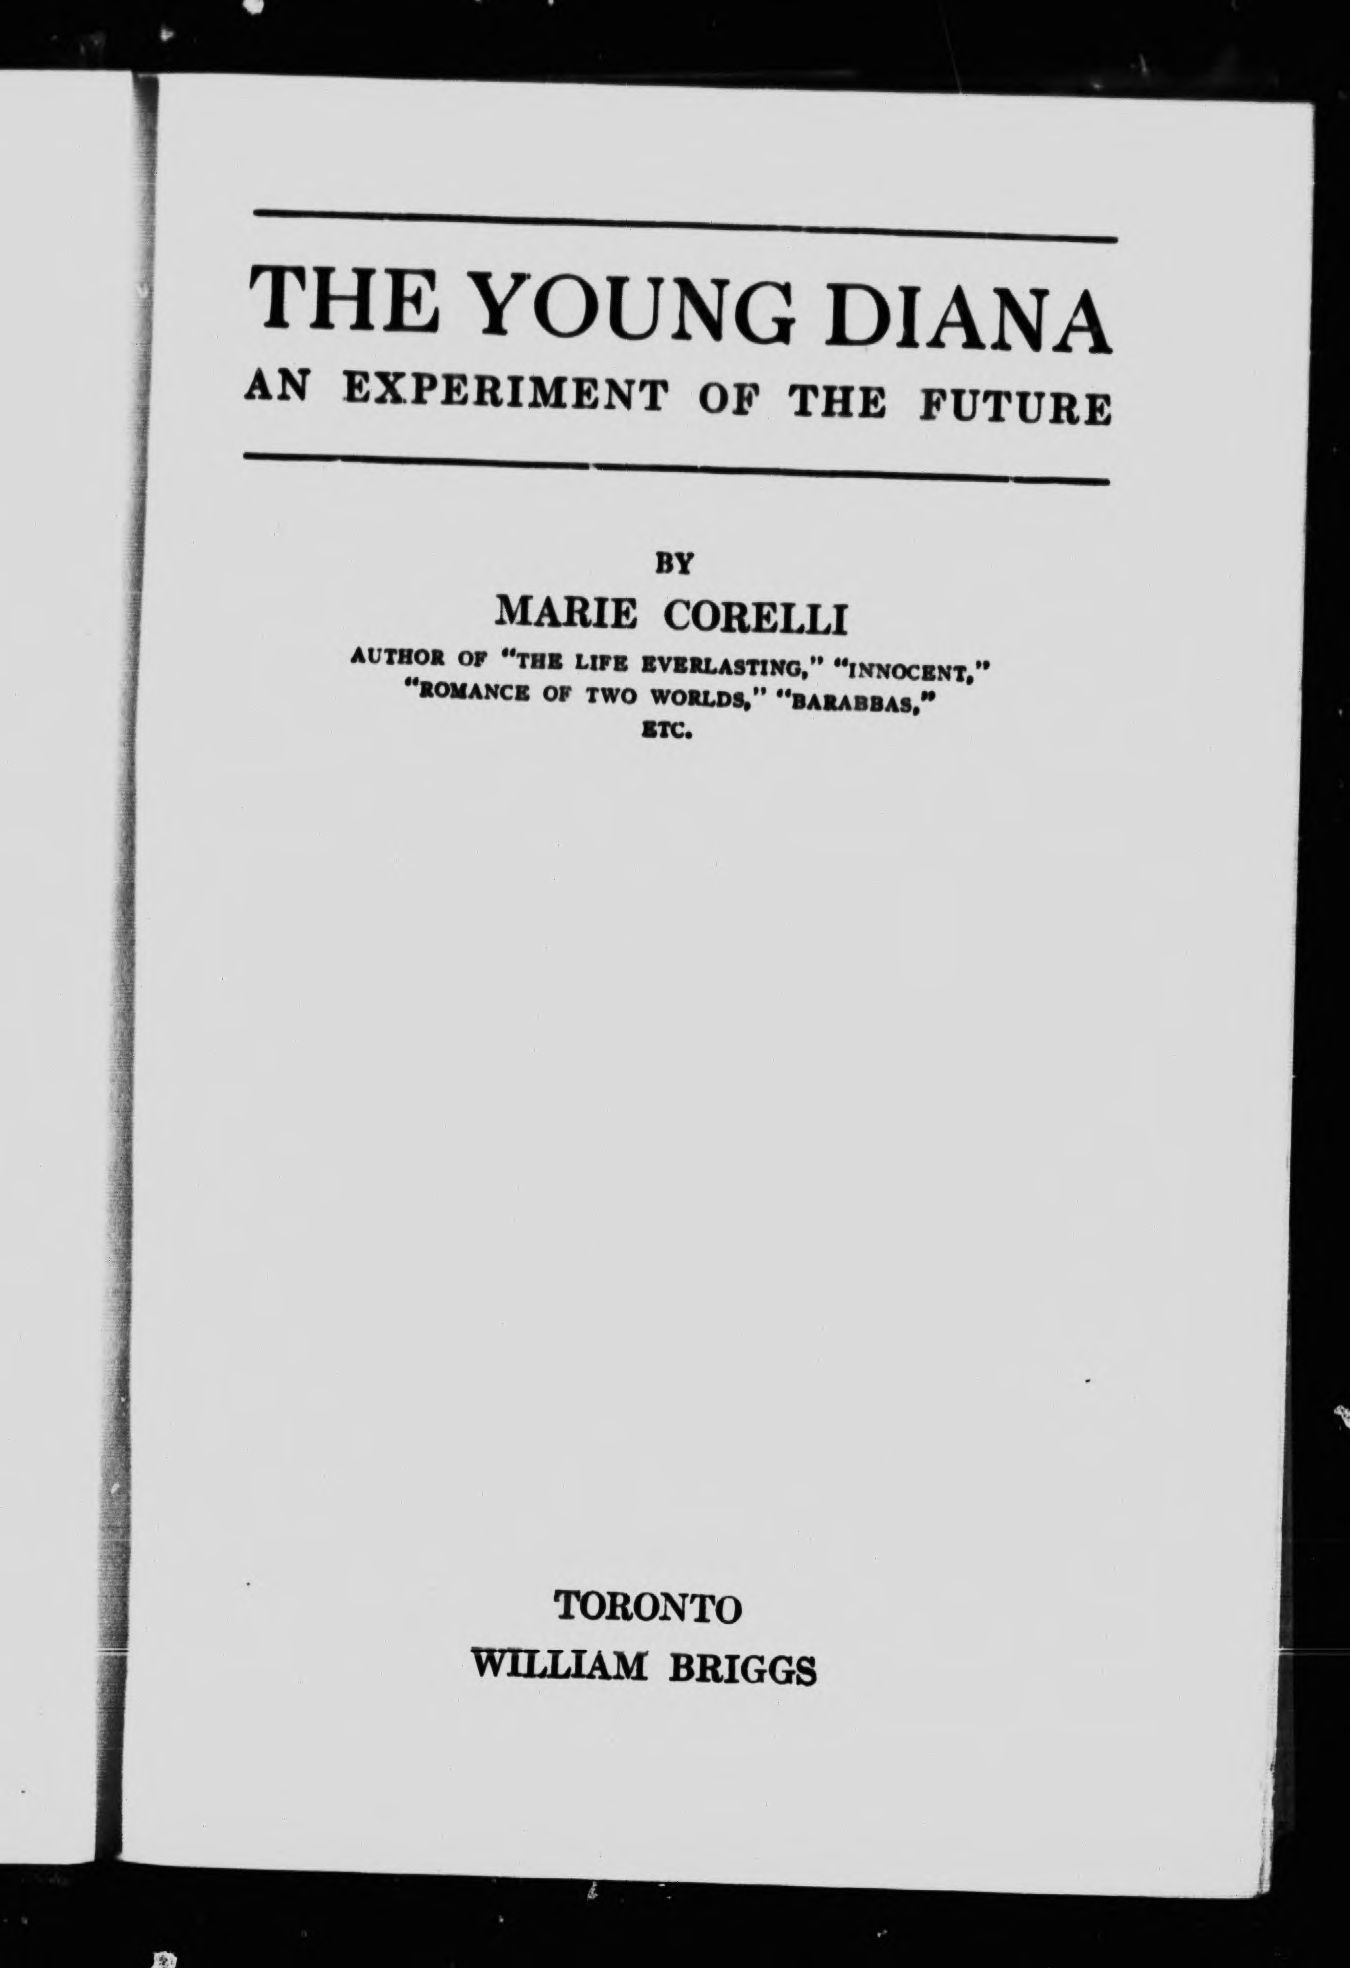 THE YOUNG DIANA
AN EXPERIMENT OF THE FUTURE
BY
MARIE CORELLI
AUTHOR OF "THE LIFE EVERLASTING," "INNOCENT,"
"ROMANCE OF TWO WORLDS," "BARABBAS,"
ETC.
TORONTO
WILLIAM BRIGGS